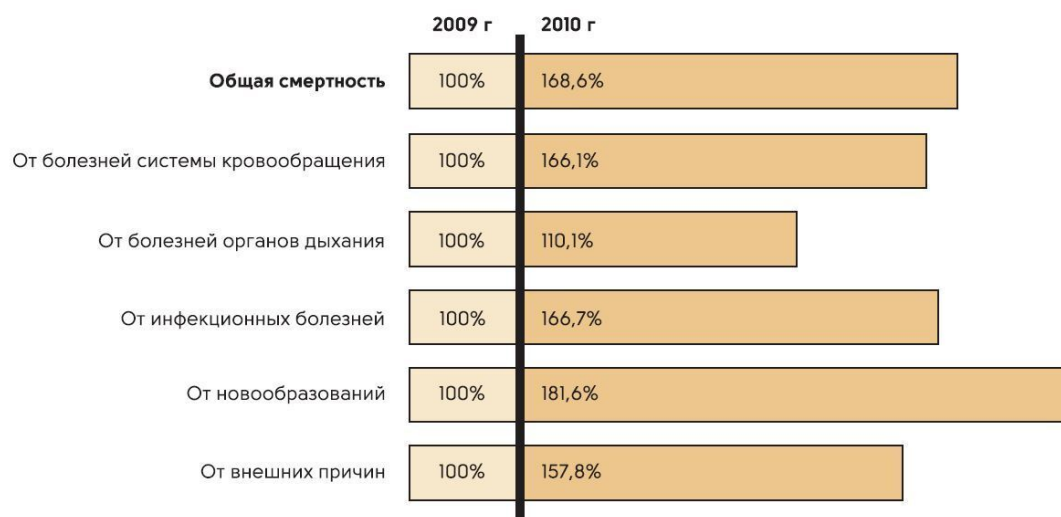 2009 г 2010 г
Общая смертность 100% 168,6%
От болезней системы кровообращения 100% 166,1%
От болезней органов дыхания 100% 110,1%
От инфекционных болезней 100% 166,7%
От новообразований 100% 181,6%
От внешних причин 100% 157,8%